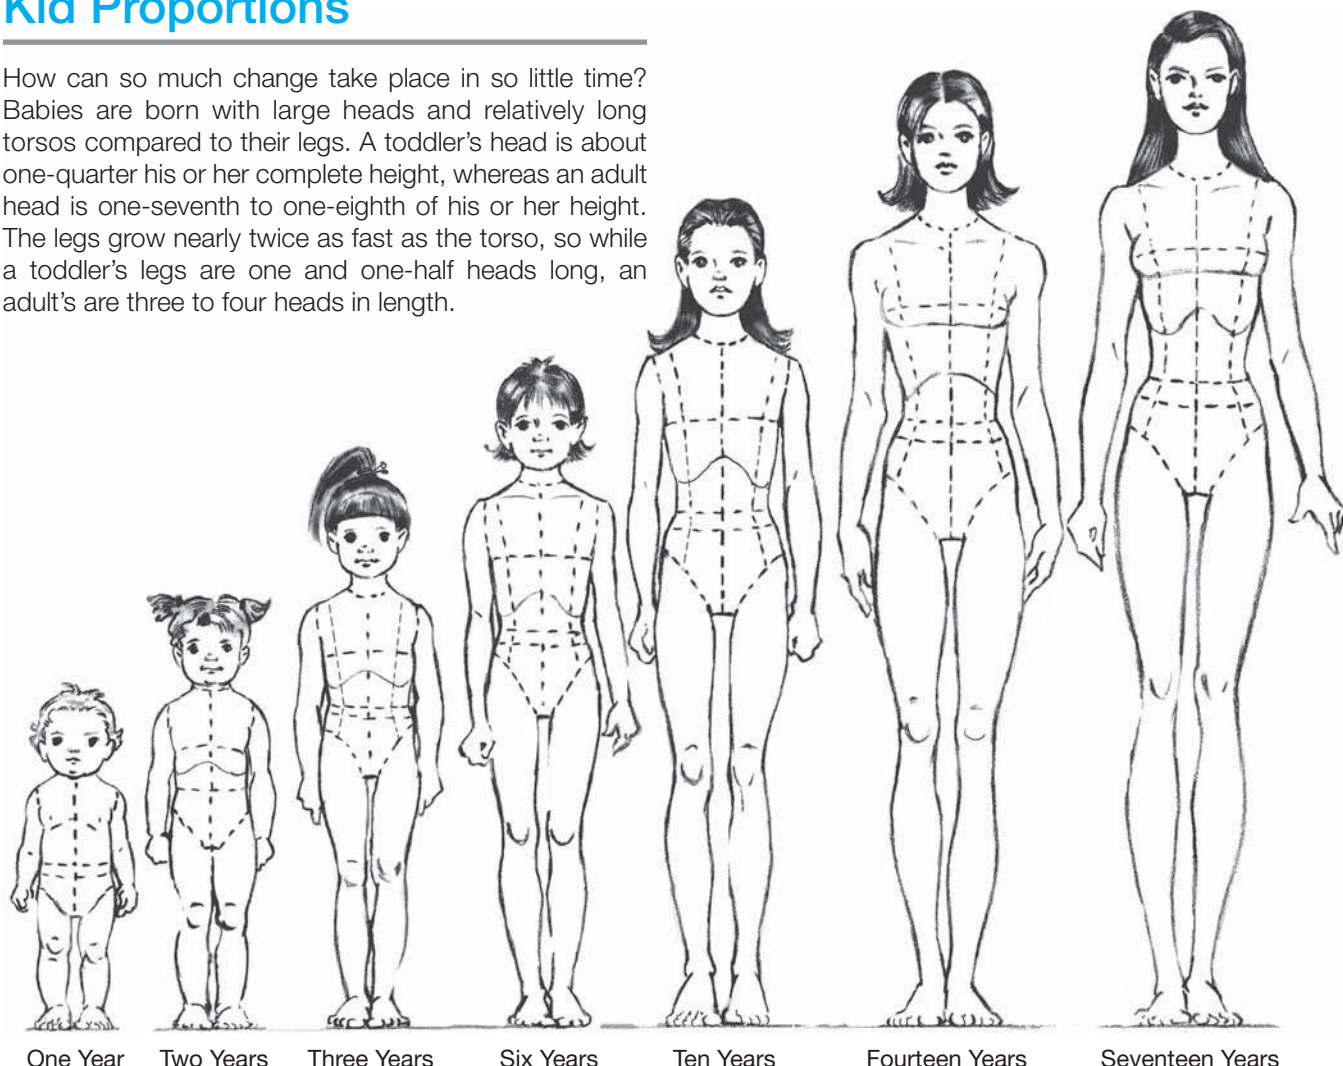 Kid Proportions
How can so much change take place in so little time?
Babies are born with large heads and relatively long
torsos compared to their legs. A toddler’s head is about
one-quarter his or her complete height, whereas an adult
head is one-seventh to one-eighth of his or her height.
The legs grow nearly twice as fast as the torso, so while
a toddler’s legs are one and one-half heads long, an
adult’s are three to four heads in length.
One Year Two Years Three Years Six Years Ten Years Fourteen Years Seventeen Years